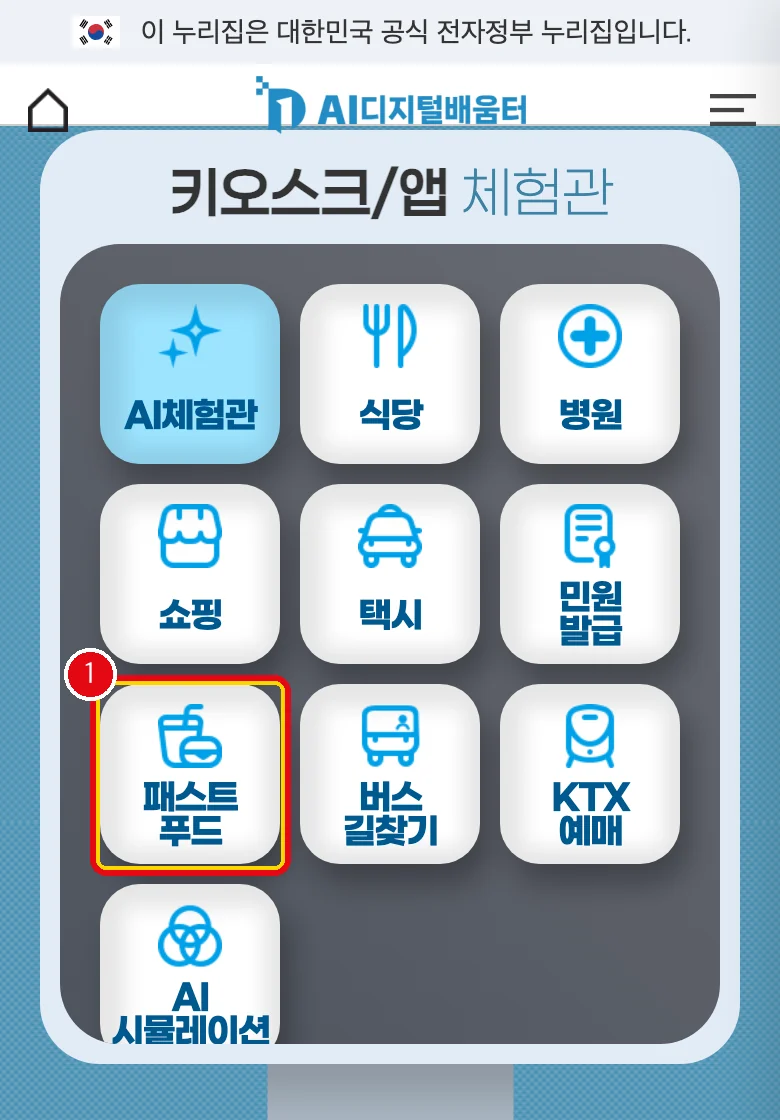 이 누리집은 대한민국 공식 전자정부 누리집입니다.
AI디지털배움터
키오스크/앱 체험관
AI체험관
식당
병원
쇼핑
택시
민원
발급
1
패스트
푸드
버스
길찾기
KTX
예매
AI
시뮬레이션